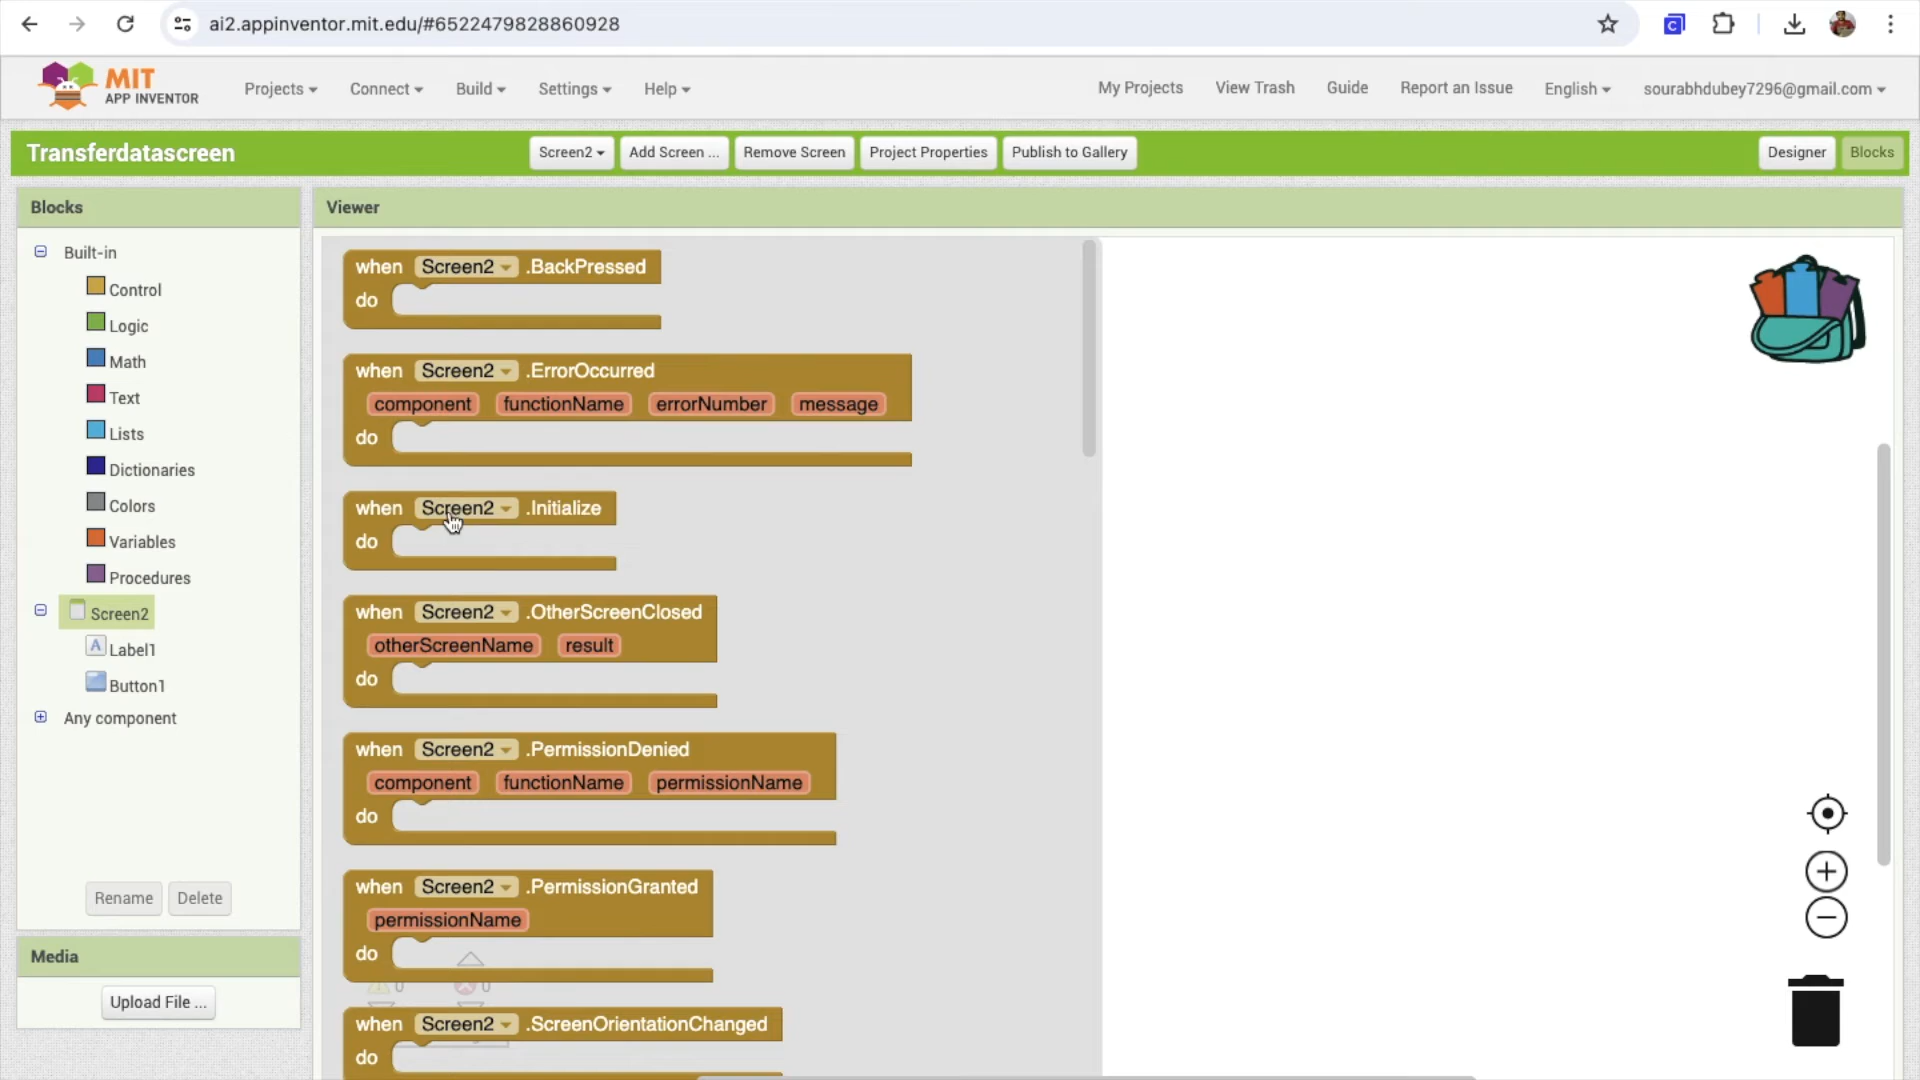 ai2.appinventor.mit.edu/#6522479828860928
MIT
APP INVENTOR
Projects
Connect
Build
Settings
Help
My Projects
View Trash
Guide
Report an Issue
English
sourabhdubey7296@gmail.com
Transferdatascreen
Screen2
Add Screen ...
Remove Screen
Project Properties
Publish to Gallery
Designer
Blocks
Blocks
Viewer
Built-in
Control
Logic
Math
Text
Lists
Dictionaries
Colors
Variables
Procedures
Screen2
Label1
Button1
Any component
Rename
Delete
Media
Upload File ...
when Screen2 .BackPressed
do
when Screen2 .ErrorOccurred
component functionName errorNumber message
do
when Screen2 .Initialize
do
when Screen2 .OtherScreenClosed
otherScreenName result
do
when Screen2 .PermissionDenied
component functionName permissionName
do
when Screen2 .PermissionGranted
permissionName
do
0 0
when Screen2 .ScreenOrientationChanged
do